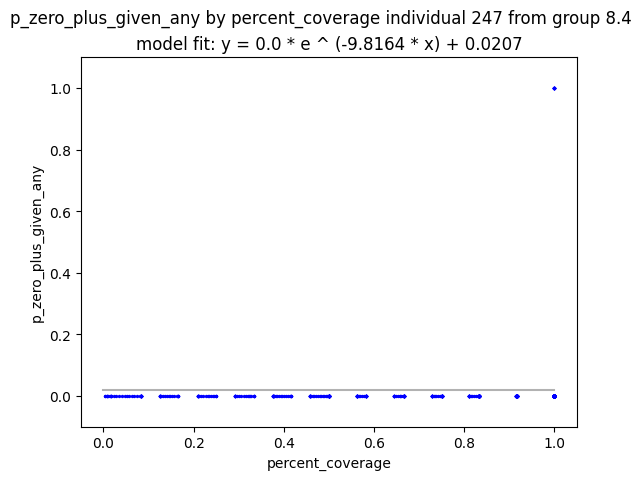 p_zero_plus_given_any by percent_coverage individual 247 from group 8.4
model fit: y = 0.0 * e ^ (-9.8164 * x) + 0.0207
1.0
0.8
0.6
0.4
0.2
0.0
p_zero_plus_given_any
0.0 0.2 0.4 0.6 0.8 1.0
percent_coverage